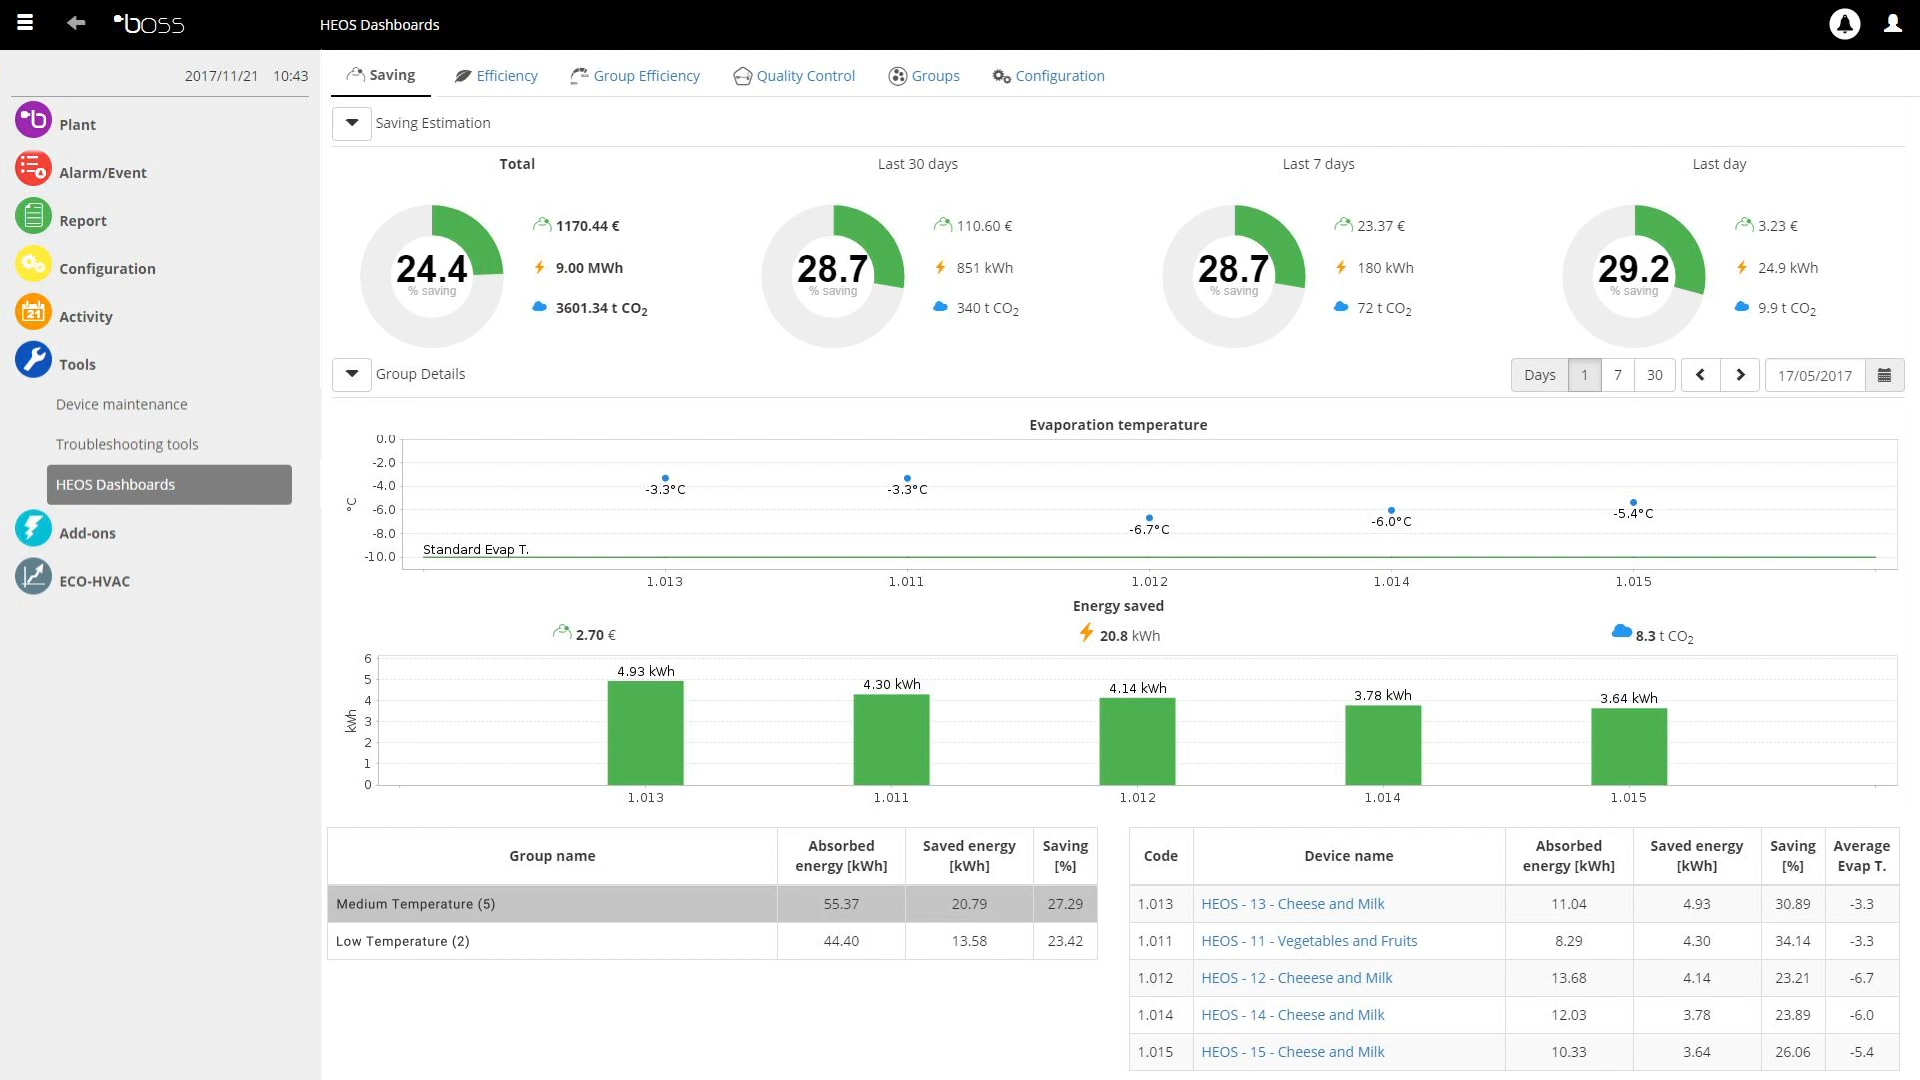 boss
HEOS Dashboards
2017/11/21 10:43
Plant
Alarm/Event
Report
Configuration
21
Activity
Tools
Device maintenance
Troubleshooting tools
HEOS Dashboards
Add-ons
ECO-HVAC
Saving
Efficiency
Group Efficiency
Quality Control
Groups
Configuration
Saving Estimation
Total
Last 30 days
Last 7 days
Last day
24.4
% saving
1170.44 €
9.00 MWh
3601.34 t CO2
28.7
% saving
110.60 €
851 kWh
340 t CO2
28.7
% saving
23.37 €
180 kWh
72 t CO2
29.2
% saving
3.23 €
24.9 kWh
9.9 t CO2
Group Details
Days 1 7 30
17/05/2017
Evaporation temperature
°C
0.0
-2.0
-4.0
-6.0
-8.0
-10.0
-3.3°C
-3.3°C
-6.7°C
-6.0°C
-5.4°C
Standard Evap T.
1.013 1.011 1.012 1.014 1.015
Energy saved
2.70 €
20.8 kWh
8.3 t CO2
kWh
6
5
4
3
2
1
0
4.93 kWh
4.30 kWh
4.14 kWh
3.78 kWh
3.64 kWh
1.013 1.011 1.012 1.014 1.015
Group name
Absorbed
energy [kWh]
Saved energy
[kWh]
Saving
[%]
Medium Temperature (5) 55.37 20.79 27.29
Low Temperature (2) 44.40 13.58 23.42
Code
Device name
Absorbed
energy [kWh]
Saved energy
[kWh]
Saving
[%]
Average
Evap T.
1.013 HEOS - 13 - Cheese and Milk 11.04 4.93 30.89 -3.3
1.011 HEOS - 11 - Vegetables and Fruits 8.29 4.30 34.14 -3.3
1.012 HEOS - 12 - Cheeese and Milk 13.68 4.14 23.21 -6.7
1.014 HEOS - 14 - Cheese and Milk 12.03 3.78 23.89 -6.0
1.015 HEOS - 15 - Cheese and Milk 10.33 3.64 26.06 -5.4